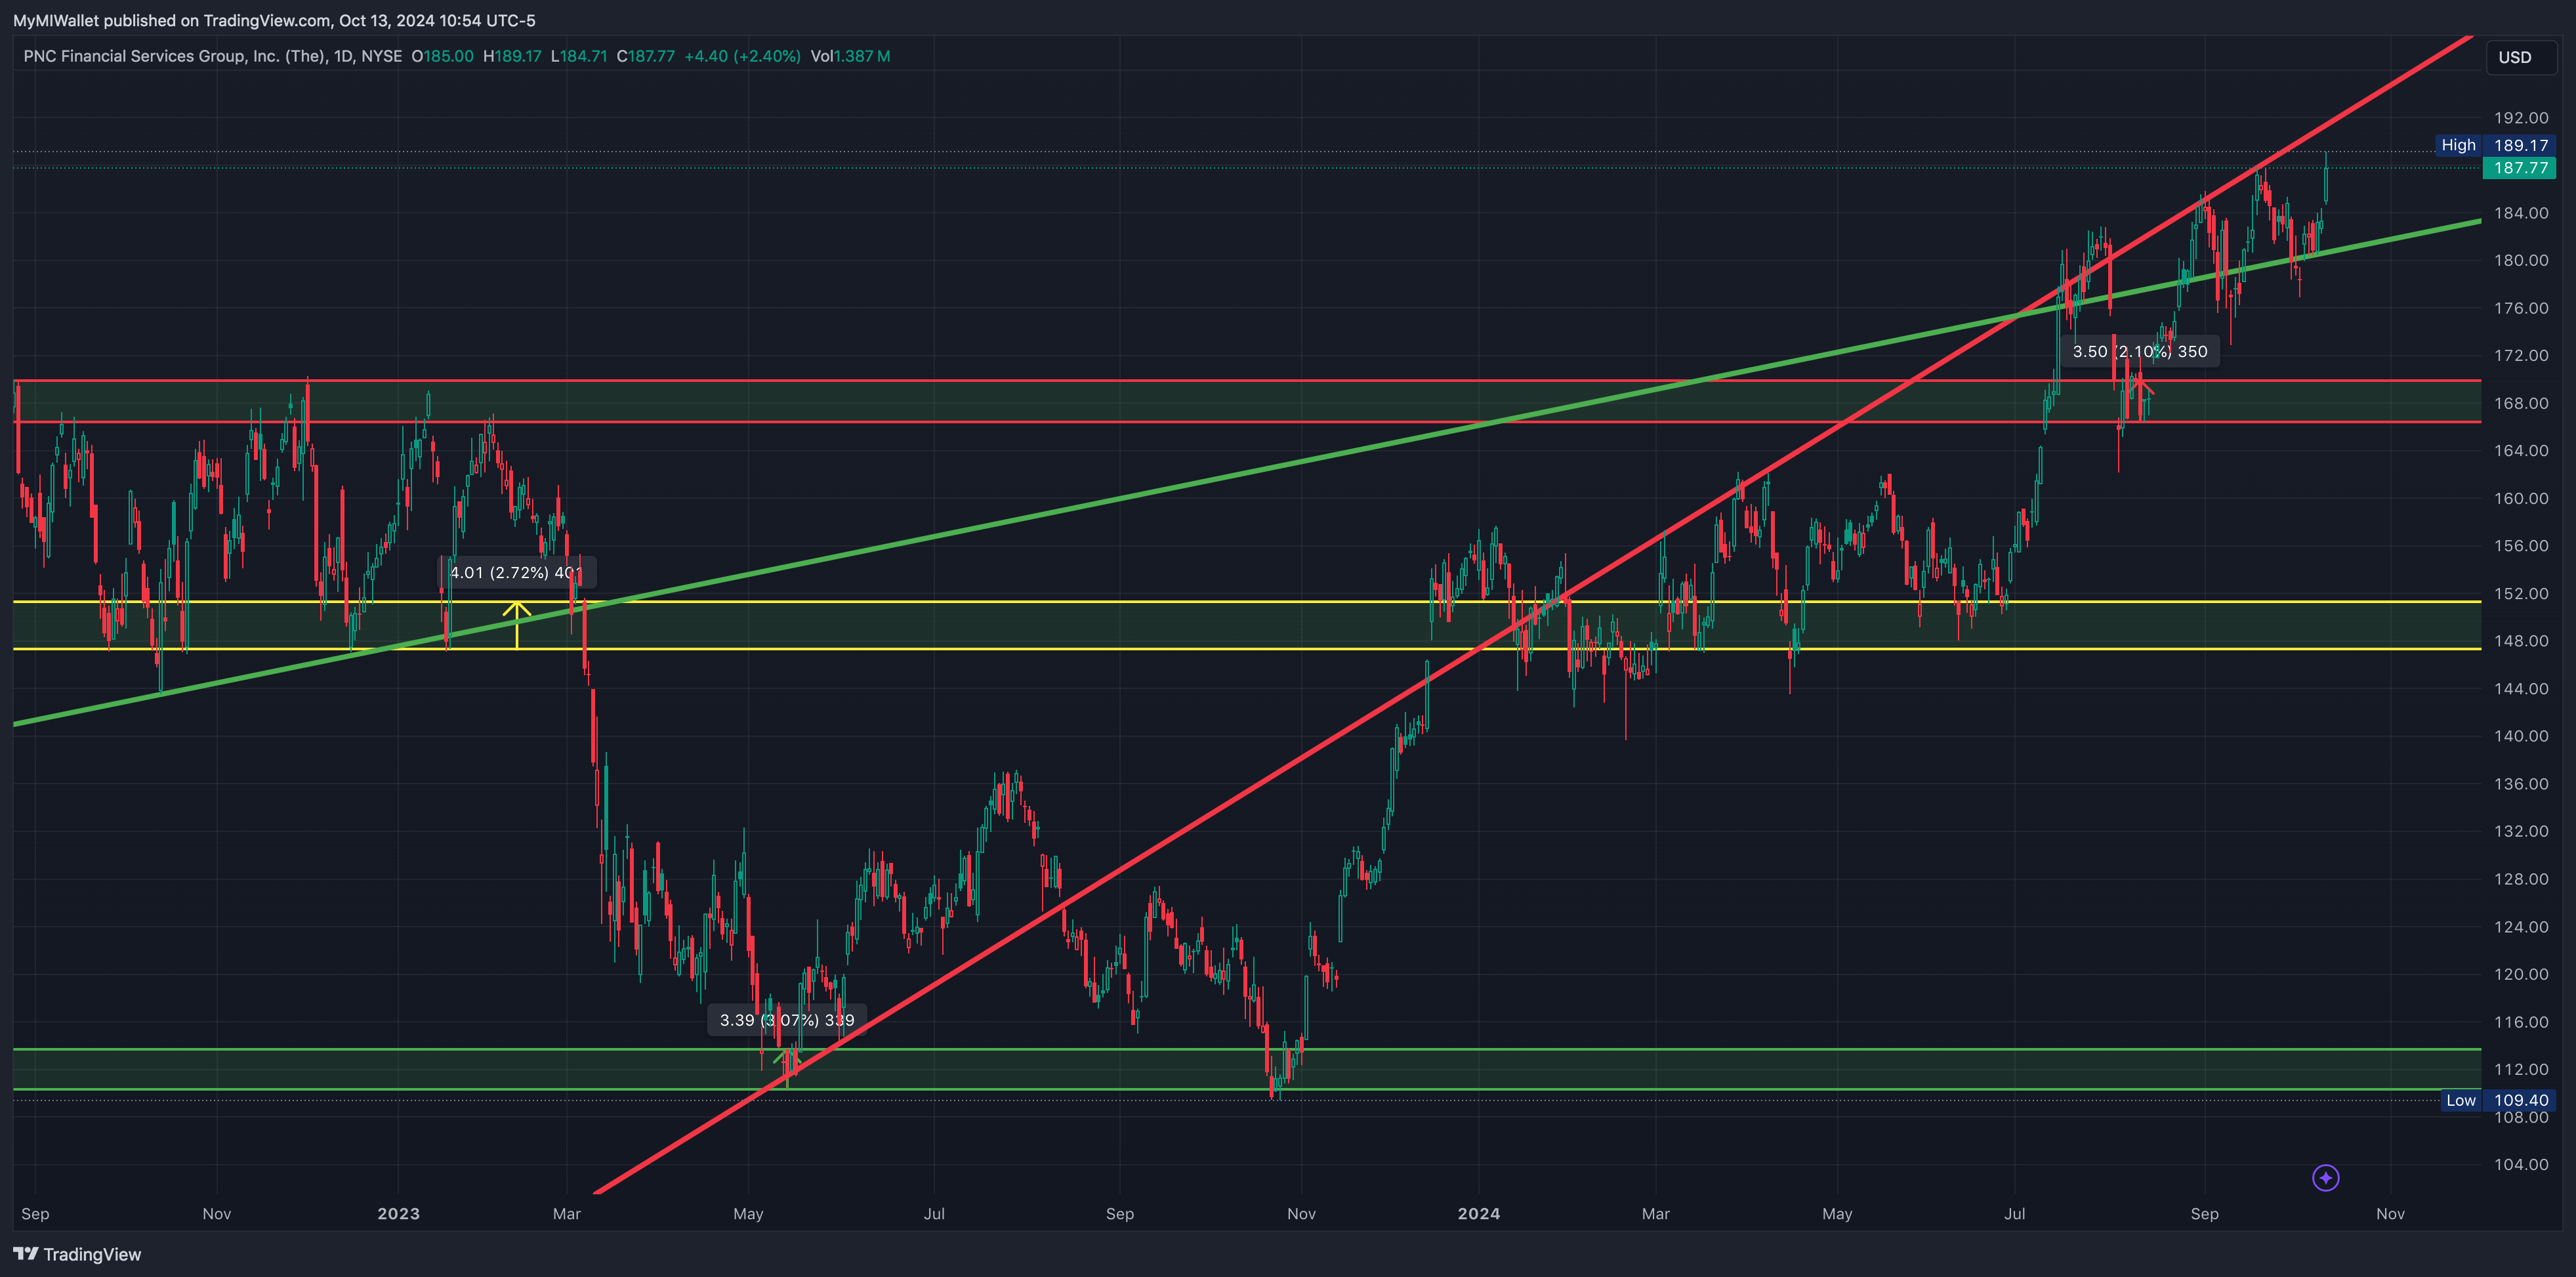 MyMIWallet published on TradingView.com, Oct 13, 2024 10:54 UTC-5
PNC Financial Services Group, Inc. (The), 1D, NYSE O185.00 H189.17 L184.71 C187.77 +4.40 (+2.40%) Vol1.387 M
USD
192.00
High 189.17
187.77
184.00
180.00
176.00
3.50 (2.10%) 350
172.00
168.00
164.00
160.00
156.00
4.01 (2.72%) 401
152.00
148.00
144.00
140.00
136.00
132.00
128.00
124.00
120.00
3.39 (3.07%) 339
116.00
112.00
Low 109.40
108.00
104.00
Sep Nov 2023 Mar May Jul Sep Nov 2024 Mar May Jul Sep Nov
TradingView